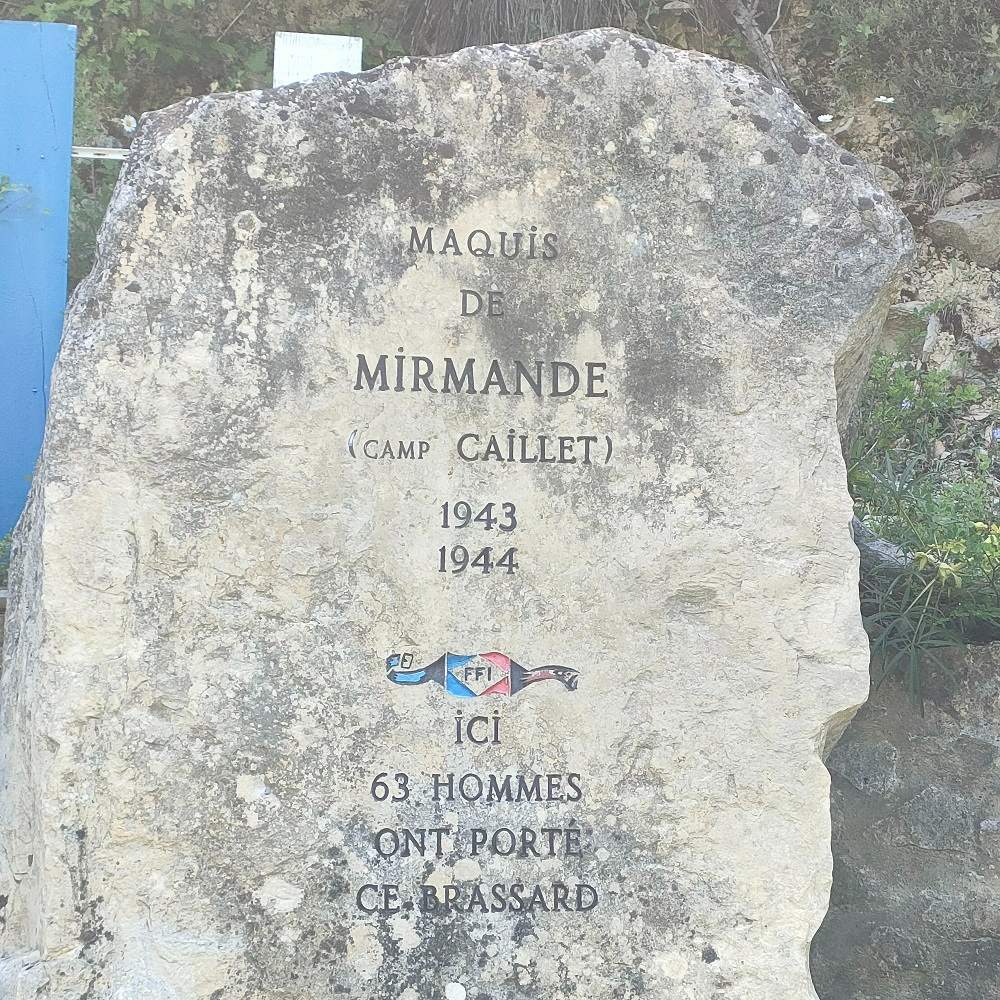 MAQUIS
DE
MIRMANDE
(CAMP CAILLET)
1943
1944
FFI
ICI
63 HOMMES
ONT PORTÉ
CE BRASSARD